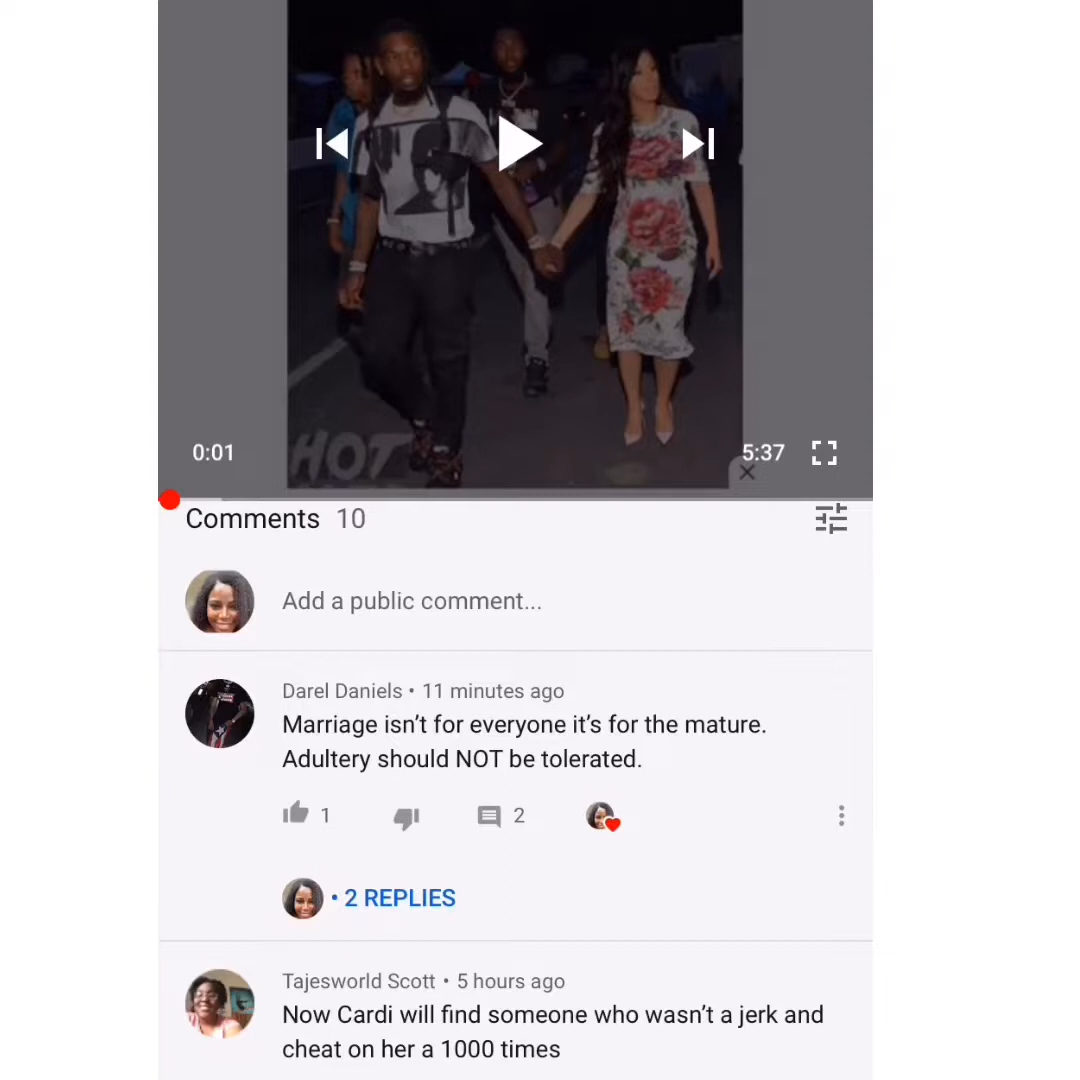 HOT
0:01
5:37
Comments 10
Add a public comment...
Darel Daniels • 11 minutes ago
Marriage isn’t for everyone it’s for the mature.
Adultery should NOT be tolerated.
1
2
• 2 REPLIES
Tajesworld Scott • 5 hours ago
Now Cardi will find someone who wasn’t a jerk and
cheat on her a 1000 times